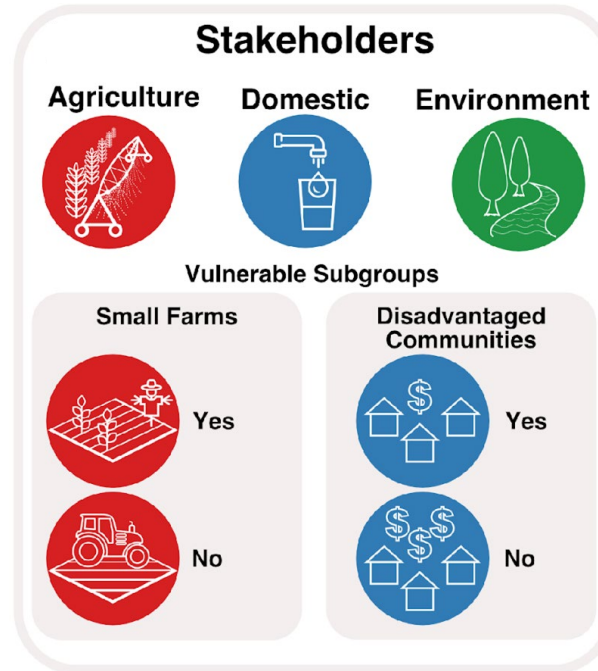 Stakeholders
Agriculture Domestic Environment
Vulnerable Subgroups
Small Farms
Yes
No
Disadvantaged
Communities
$
Yes
$ $ $
No